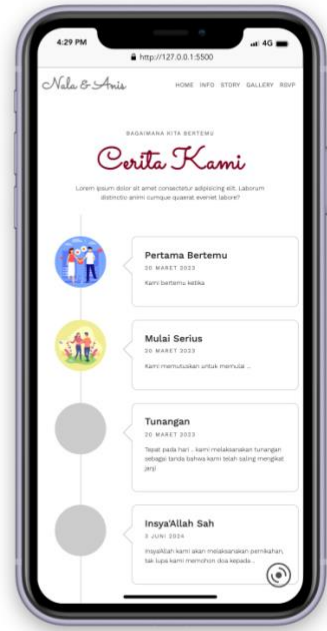 4:29 PM
4G
http://127.0.0.1:5500
Nala & Anis
HOME INFO STORY GALLERY RSVP
BAGAIMANA KITA BERTEMU
Cerita Kami
Lorem ipsum dolor sit amet consectetur adipisicing elit. Laborum
distinctio animi cumque quaerat eveniet labore?
Pertama Bertemu
20 MARET 2023
Kami bertemu ketika
Mulai Serius
20 MARET 2023
Kami memutuskan untuk memulai ...
Tunangan
20 MARET 2023
Tepat pada hari .. kami melaksanakan tunangan
sebagai tanda bahwa kami telah saling mengikat
janji
Insya'Allah Sah
3 JUNI 2024
InsyaAllah kami akan melaksanakan pernikahan,
tak lupa kami memohon doa kepada ..